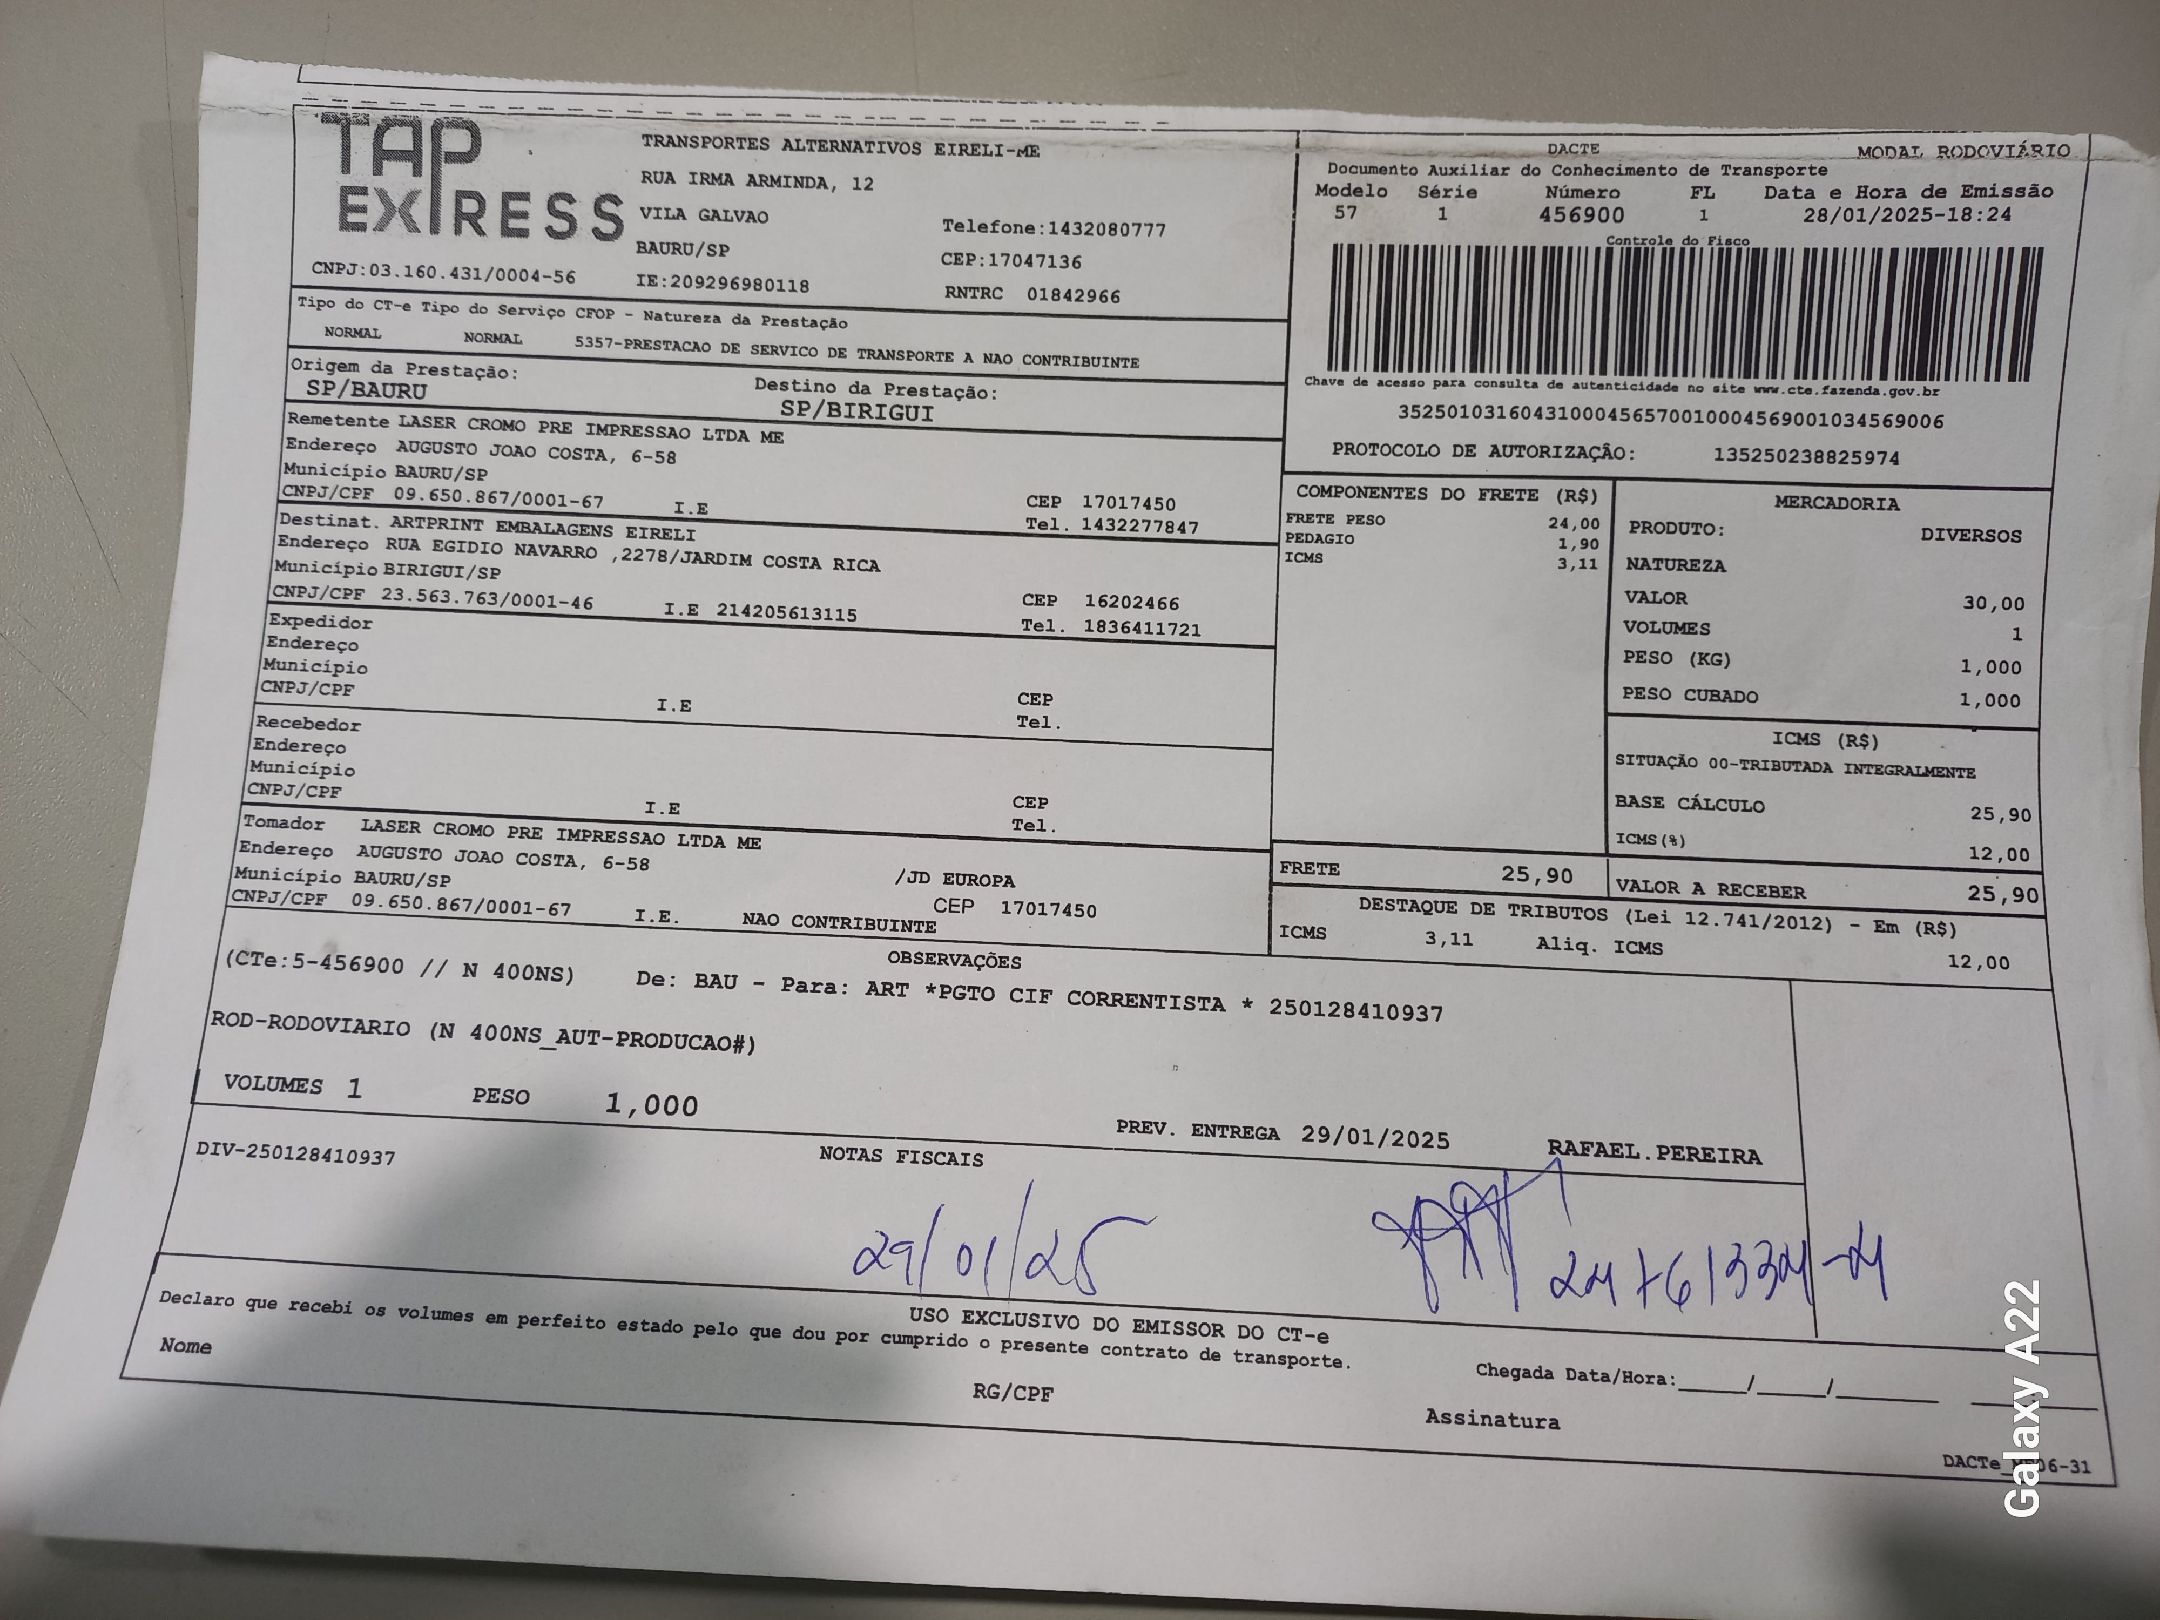 TAP EXPRESS
TRANSPORTES ALTERNATIVOS EIRELI-ME
RUA IRMA ARMINDA, 12
VILA GALVAO Telefone:1432080777
BAURU/SP CEP:17047136
CNPJ:03.160.431/0004-56 IE:209296980118 RNTRC 01842966
DACTE MODAL RODOVIÁRIO
Documento Auxiliar do Conhecimento de Transporte
Modelo Série Número FL Data e Hora de Emissão
57 1 456900 1 28/01/2025-18:24
Controle do Fisco
Chave de acesso para consulta de autenticidade no site www.cte.fazenda.gov.br
35250103160431000456570010004569001034569006
PROTOCOLO DE AUTORIZAÇÃO: 135250238825974
Tipo do CT-e Tipo do Serviço CFOP - Natureza da Prestação
NORMAL NORMAL 5357-PRESTACAO DE SERVICO DE TRANSPORTE A NAO CONTRIBUINTE
Origem da Prestação: Destino da Prestação:
SP/BAURU SP/BIRIGUI
Remetente LASER CROMO PRE IMPRESSAO LTDA ME
Endereço AUGUSTO JOAO COSTA, 6-58
Município BAURU/SP CEP 17017450
CNPJ/CPF 09.650.867/0001-67 I.E Tel. 1432277847
Destinat. ARTPRINT EMBALAGENS EIRELI
Endereço RUA EGIDIO NAVARRO ,2278/JARDIM COSTA RICA
Município BIRIGUI/SP CEP 16202466
CNPJ/CPF 23.563.763/0001-46 I.E 214205613115 Tel. 1836411721
Expedidor
Endereço
Município CEP
CNPJ/CPF I.E Tel.
Recebedor
Endereço
Município CEP
CNPJ/CPF I.E Tel.
Tomador LASER CROMO PRE IMPRESSAO LTDA ME
Endereço AUGUSTO JOAO COSTA, 6-58 /JD EUROPA
Município BAURU/SP CEP 17017450
CNPJ/CPF 09.650.867/0001-67 I.E. NAO CONTRIBUINTE
COMPONENTES DO FRETE (R$)
FRETE PESO 24,00
PEDAGIO 1,90
ICMS 3,11
MERCADORIA
PRODUTO: DIVERSOS
NATUREZA
VALOR 30,00
VOLUMES 1
PESO (KG) 1,000
PESO CUBADO 1,000
ICMS (R$)
SITUAÇÃO 00-TRIBUTADA INTEGRALMENTE
BASE CÁLCULO 25,90
ICMS(%) 12,00
FRETE 25,90 VALOR A RECEBER 25,90
DESTAQUE DE TRIBUTOS (Lei 12.741/2012) - Em (R$)
ICMS 3,11 Aliq. ICMS 12,00
OBSERVAÇÕES
(CTe:5-456900 // N 400NS) De: BAU - Para: ART *PGTO CIF CORRENTISTA * 250128410937
ROD-RODOVIARIO (N 400NS_AUT-PRODUCAO#)
VOLUMES 1 PESO 1,000
PREV. ENTREGA 29/01/2025 RAFAEL.PEREIRA
DIV-250128410937 NOTAS FISCAIS
29/01/25
USO EXCLUSIVO DO EMISSOR DO CT-e
Declaro que recebi os volumes em perfeito estado pelo que dou por cumprido o presente contrato de transporte.
Chegada Data/Hora:_____/_____/_______
Nome RG/CPF Assinatura
Galaxy A22